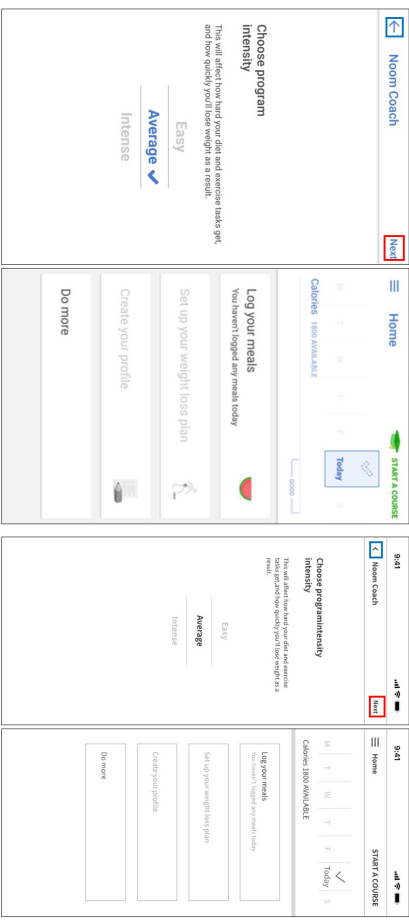 Noom Coach
Next
Choose program
intensity
This will affect how hard your diet and exercise tasks get,
and how quickly you'll lose weight as a result.
Easy
Average
Intense
Home
START A COURSE
M T W T F Today S
Calories 1800 AVAILABLE
GOOD
Log your meals
You haven't logged any meals today
Set up your weight loss plan
Create your profile
Do more
9:41
Noom Coach
Next
Choose programintensity
intensity
This will affect how hard your diet and exercise
tasks get,and how quickly you'll lose weight as a
result.
Easy
Average
Intense
9:41
Home
START A COURSE
M T W T F Today S
Calories 1800 AVAILABLE
Log your meals
You haven't logged any meals today
Set up your weight loss plan
Create your profile
Do more